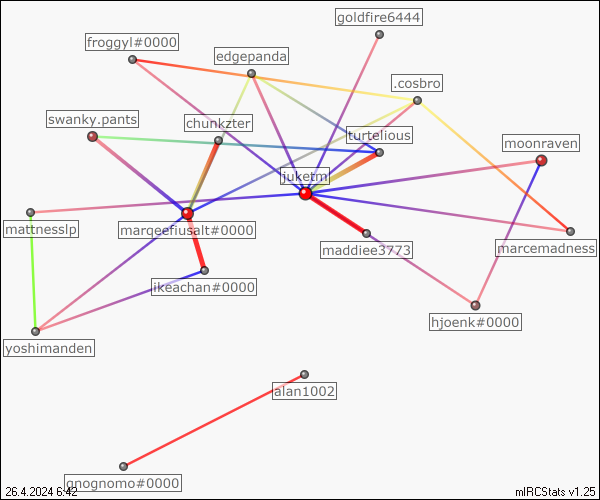 goldfire6444
froggyl#0000
edgepanda
.cosbro
swanky.pants
chunkzter
turtelious
moonraven
juketm
mattnesslp
marqeefiusalt#0000
maddiee3773
marcemadness
ikeachan#0000
hjoenk#0000
yoshimanden
alan1002
gnognomo#0000
26.4.2024 6:42
mIRCStats v1.25